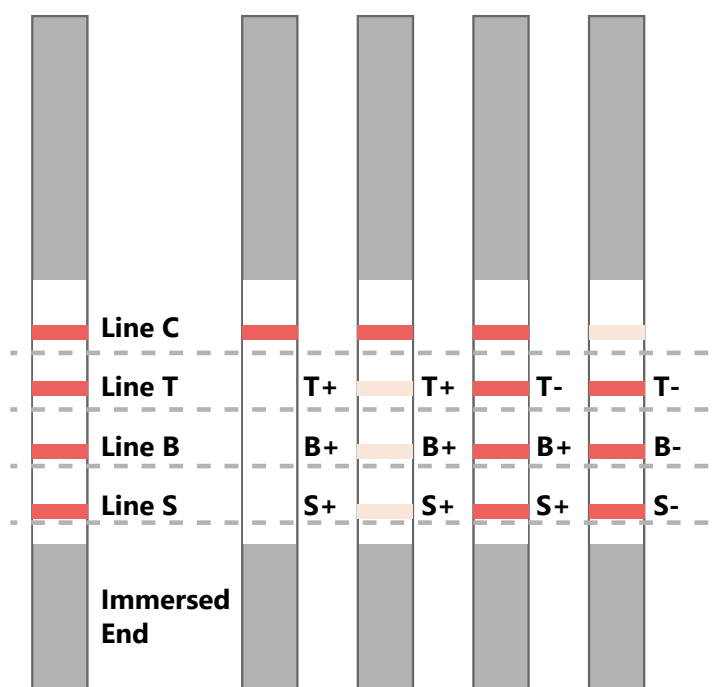 Line C
Line T T+ T+ T- T-
Line B B+ B+ B+ B-
Line S S+ S+ S+ S-
Immersed
End